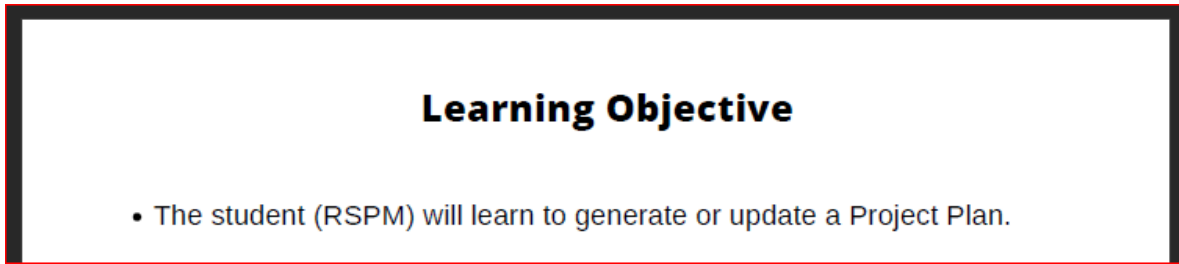 Learning Objective
• The student (RSPM) will learn to generate or update a Project Plan.